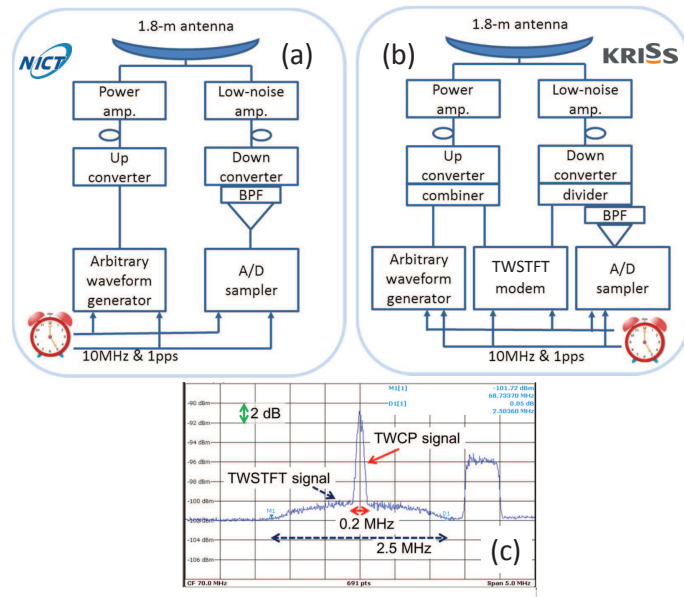 1.8-m antenna
(a)
NICT
Power
amp.
Low-noise
amp.
Up
converter
Down
converter
BPF
Arbitrary
waveform
generator
A/D
sampler
10MHz & 1pps
1.8-m antenna
(b)
KRISS
Power
amp.
Low-noise
amp.
Up
converter
combiner
Down
converter
divider
BPF
Arbitrary
waveform
generator
TWSTFT
modem
A/D
sampler
10MHz & 1pps
M1[1]
-101.72 dBm
68.73370 MHz
D1[1]
0.05 dB
2.50360 MHz
-90 dBm
2 dB
-92 dBm
-94 dBm
TWCP signal
-96 dBm
-98 dBm
TWSTFT signal
-100 dBm
M1
D1
-102 dBm
0.2 MHz
-104 dBm
2.5 MHz
(c)
-106 dBm
CF 70.0 MHz
691 pts
Span 5.0 MHz